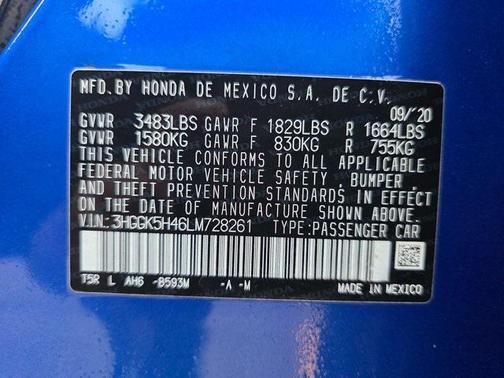 MFD. BY HONDA DE MEXICO S.A. DE C.V.
09/'20
GVWR 3483LBS GAWR F 1829LBS R 1664LBS
GVWR 1580KG GAWR F 830KG R 755KG
THIS VEHICLE CONFORMS TO ALL APPLICABLE
FEDERAL MOTOR VEHICLE SAFETY, BUMPER,
AND THEFT PREVENTION STANDARDS IN EFFECT
ON THE DATE OF MANUFACTURE SHOWN ABOVE.
V.I.N.: 3HGGK5H46LM728261 TYPE: PASSENGER CAR
T5R L AH6 -B593M -A -M MADE IN MEXICO